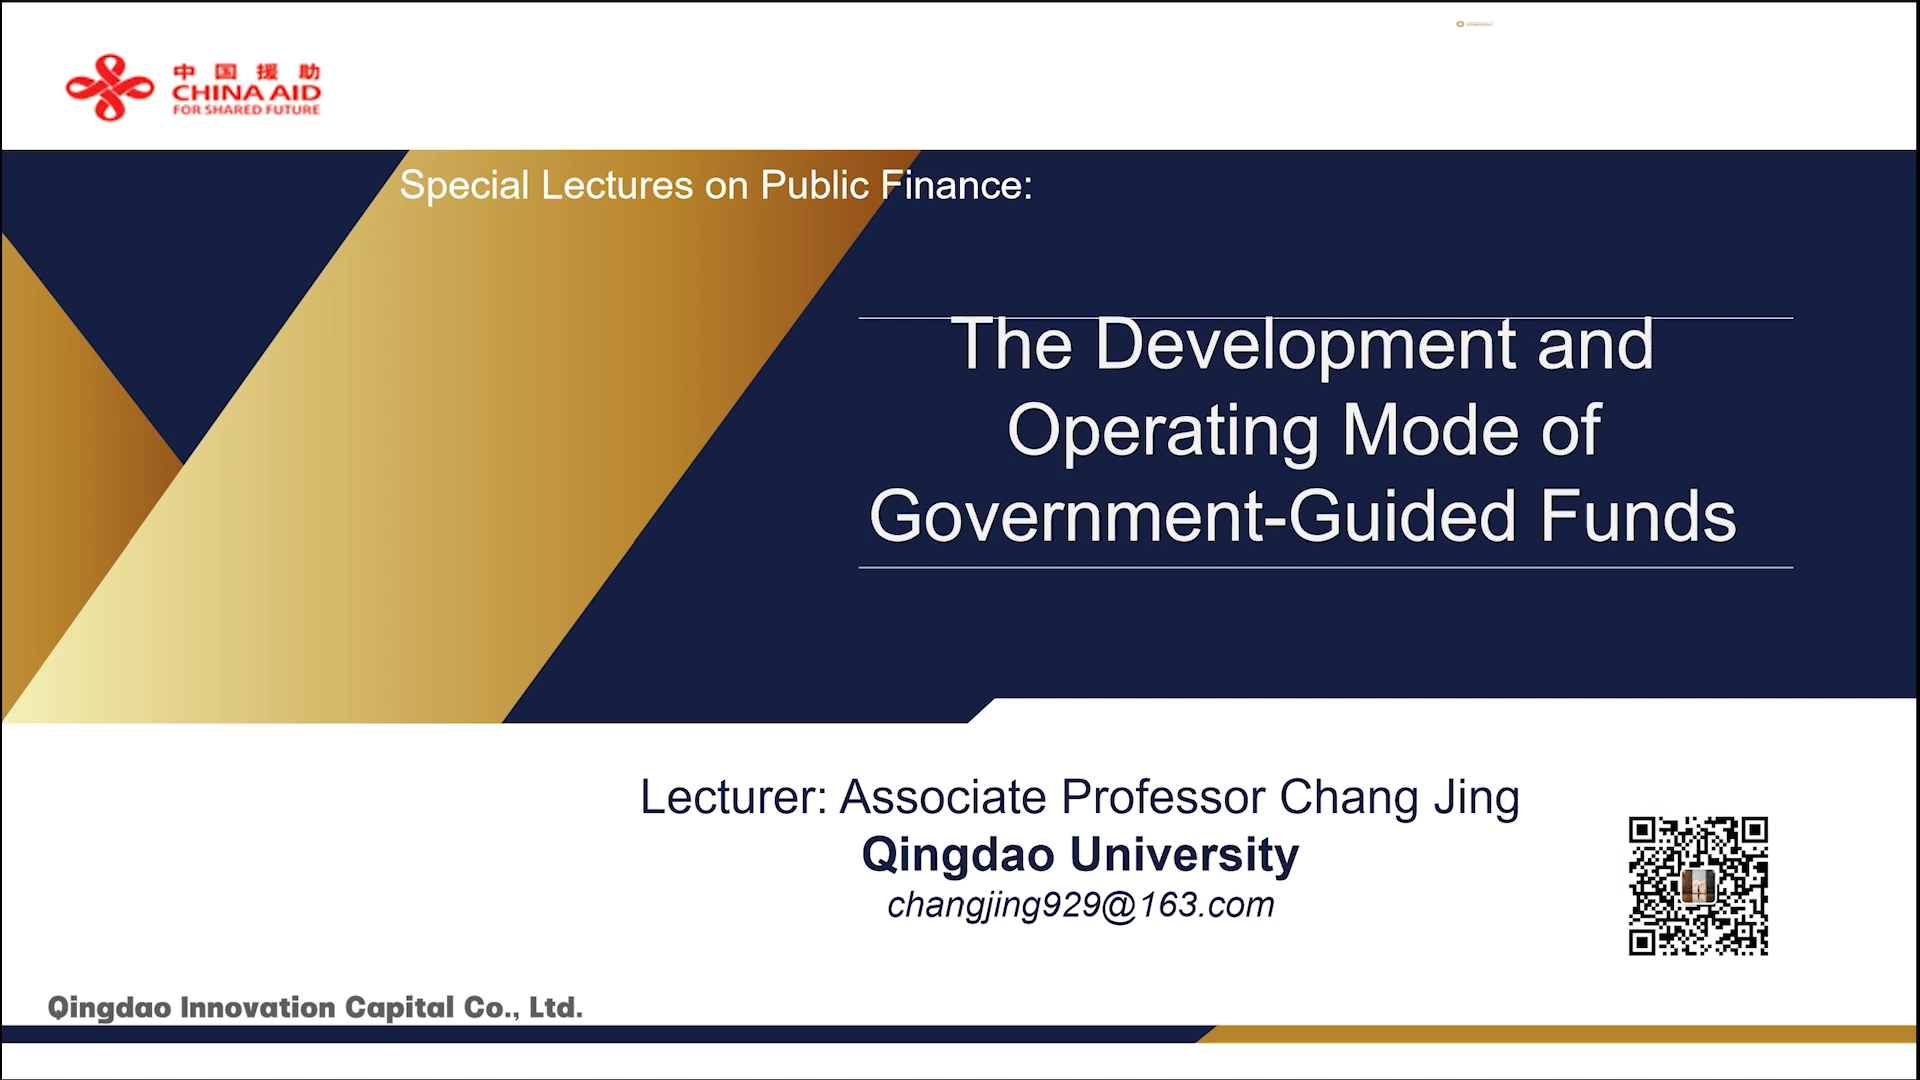 中国援助
CHINA AID
FOR SHARED FUTURE
Special Lectures on Public Finance:
The Development and
Operating Mode of
Government-Guided Funds
Lecturer: Associate Professor Chang Jing
Qingdao University
changjing929@163.com
Qingdao Innovation Capital Co., Ltd.